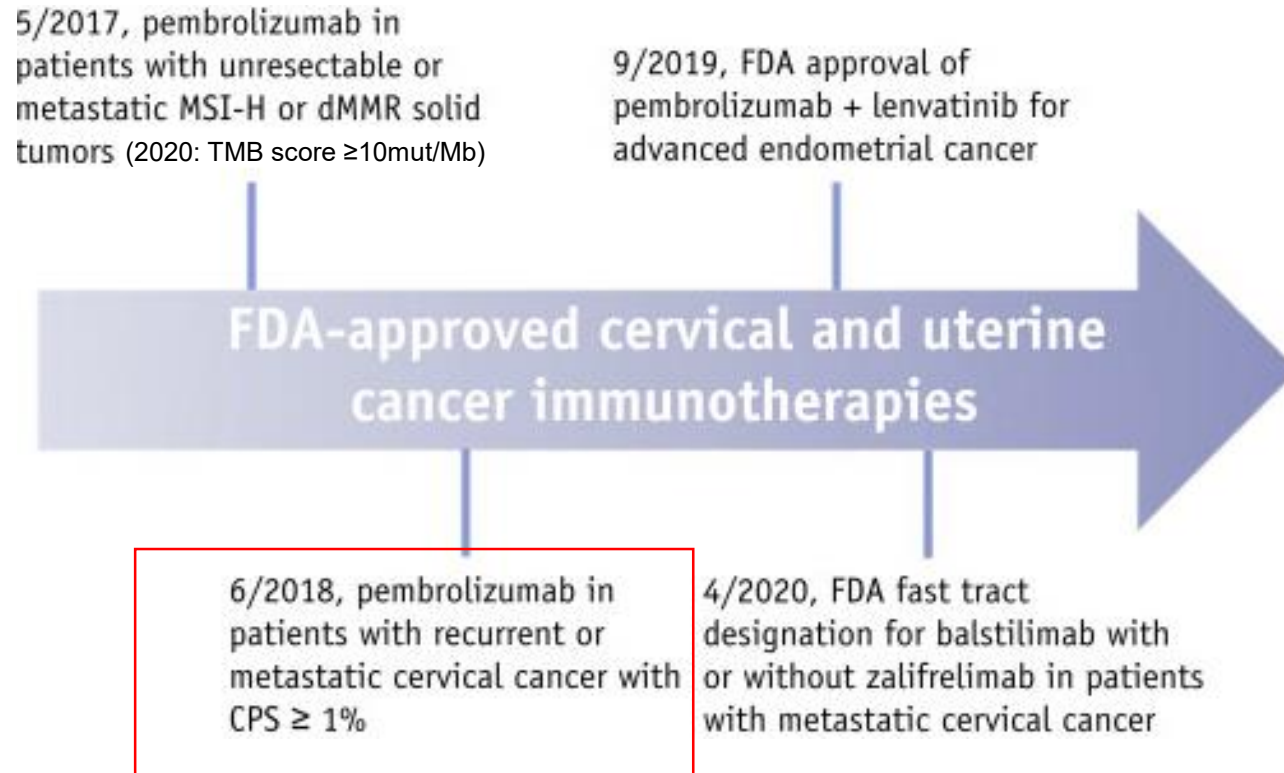 5/2017, pembrolizumab in
patients with unresectable or
metastatic MSI-H or dMMR solid
tumors (2020: TMB score ≥10mut/Mb)
9/2019, FDA approval of
pembrolizumab + lenvatinib for
advanced endometrial cancer
FDA-approved cervical and uterine
cancer immunotherapies
6/2018, pembrolizumab in
patients with recurrent or
metastatic cervical cancer with
CPS ≥ 1%
4/2020, FDA fast tract
designation for balstilimab with
or without zalifrelimab in patients
with metastatic cervical cancer